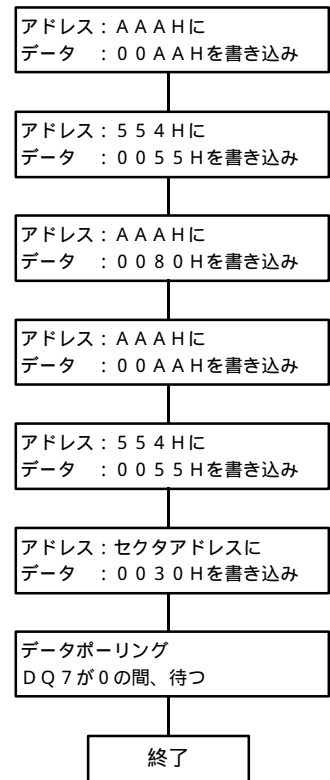 アドレス：ＡＡＡＨに
データ　：００ＡＡＨを書き込み
アドレス：５５４Ｈに
データ　：００５５Ｈを書き込み
アドレス：ＡＡＡＨに
データ　：００８０Ｈを書き込み
アドレス：ＡＡＡＨに
データ　：００ＡＡＨを書き込み
アドレス：５５４Ｈに
データ　：００５５Ｈを書き込み
アドレス：セクタアドレスに
データ　：００３０Ｈを書き込み
データポーリング
ＤＱ７が０の間、待つ
終了